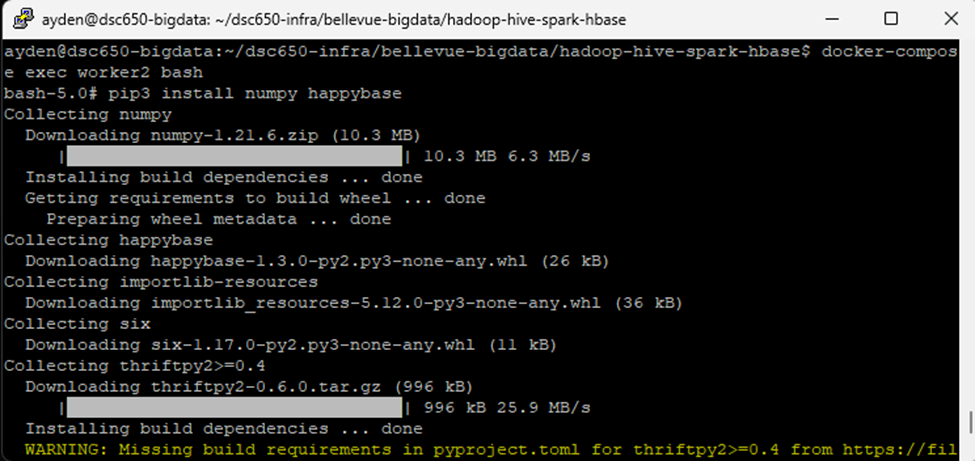 ayden@dsc650-bigdata: ~/dsc650-infra/bellevue-bigdata/hadoop-hive-spark-hbase
ayden@dsc650-bigdata:~/dsc650-infra/bellevue-bigdata/hadoop-hive-spark-hbase$ docker-compos
e exec worker2 bash
bash-5.0# pip3 install numpy happybase
Collecting numpy
  Downloading numpy-1.21.6.zip (10.3 MB)
     |                                | 10.3 MB 6.3 MB/s
  Installing build dependencies ... done
  Getting requirements to build wheel ... done
    Preparing wheel metadata ... done
Collecting happybase
  Downloading happybase-1.3.0-py2.py3-none-any.whl (26 kB)
Collecting importlib-resources
  Downloading importlib_resources-5.12.0-py3-none-any.whl (36 kB)
Collecting six
  Downloading six-1.17.0-py2.py3-none-any.whl (11 kB)
Collecting thriftpy2>=0.4
  Downloading thriftpy2-0.6.0.tar.gz (996 kB)
     |                                | 996 kB 25.9 MB/s
  Installing build dependencies ... done
  WARNING: Missing build requirements in pyproject.toml for thriftpy2>=0.4 from https://fil